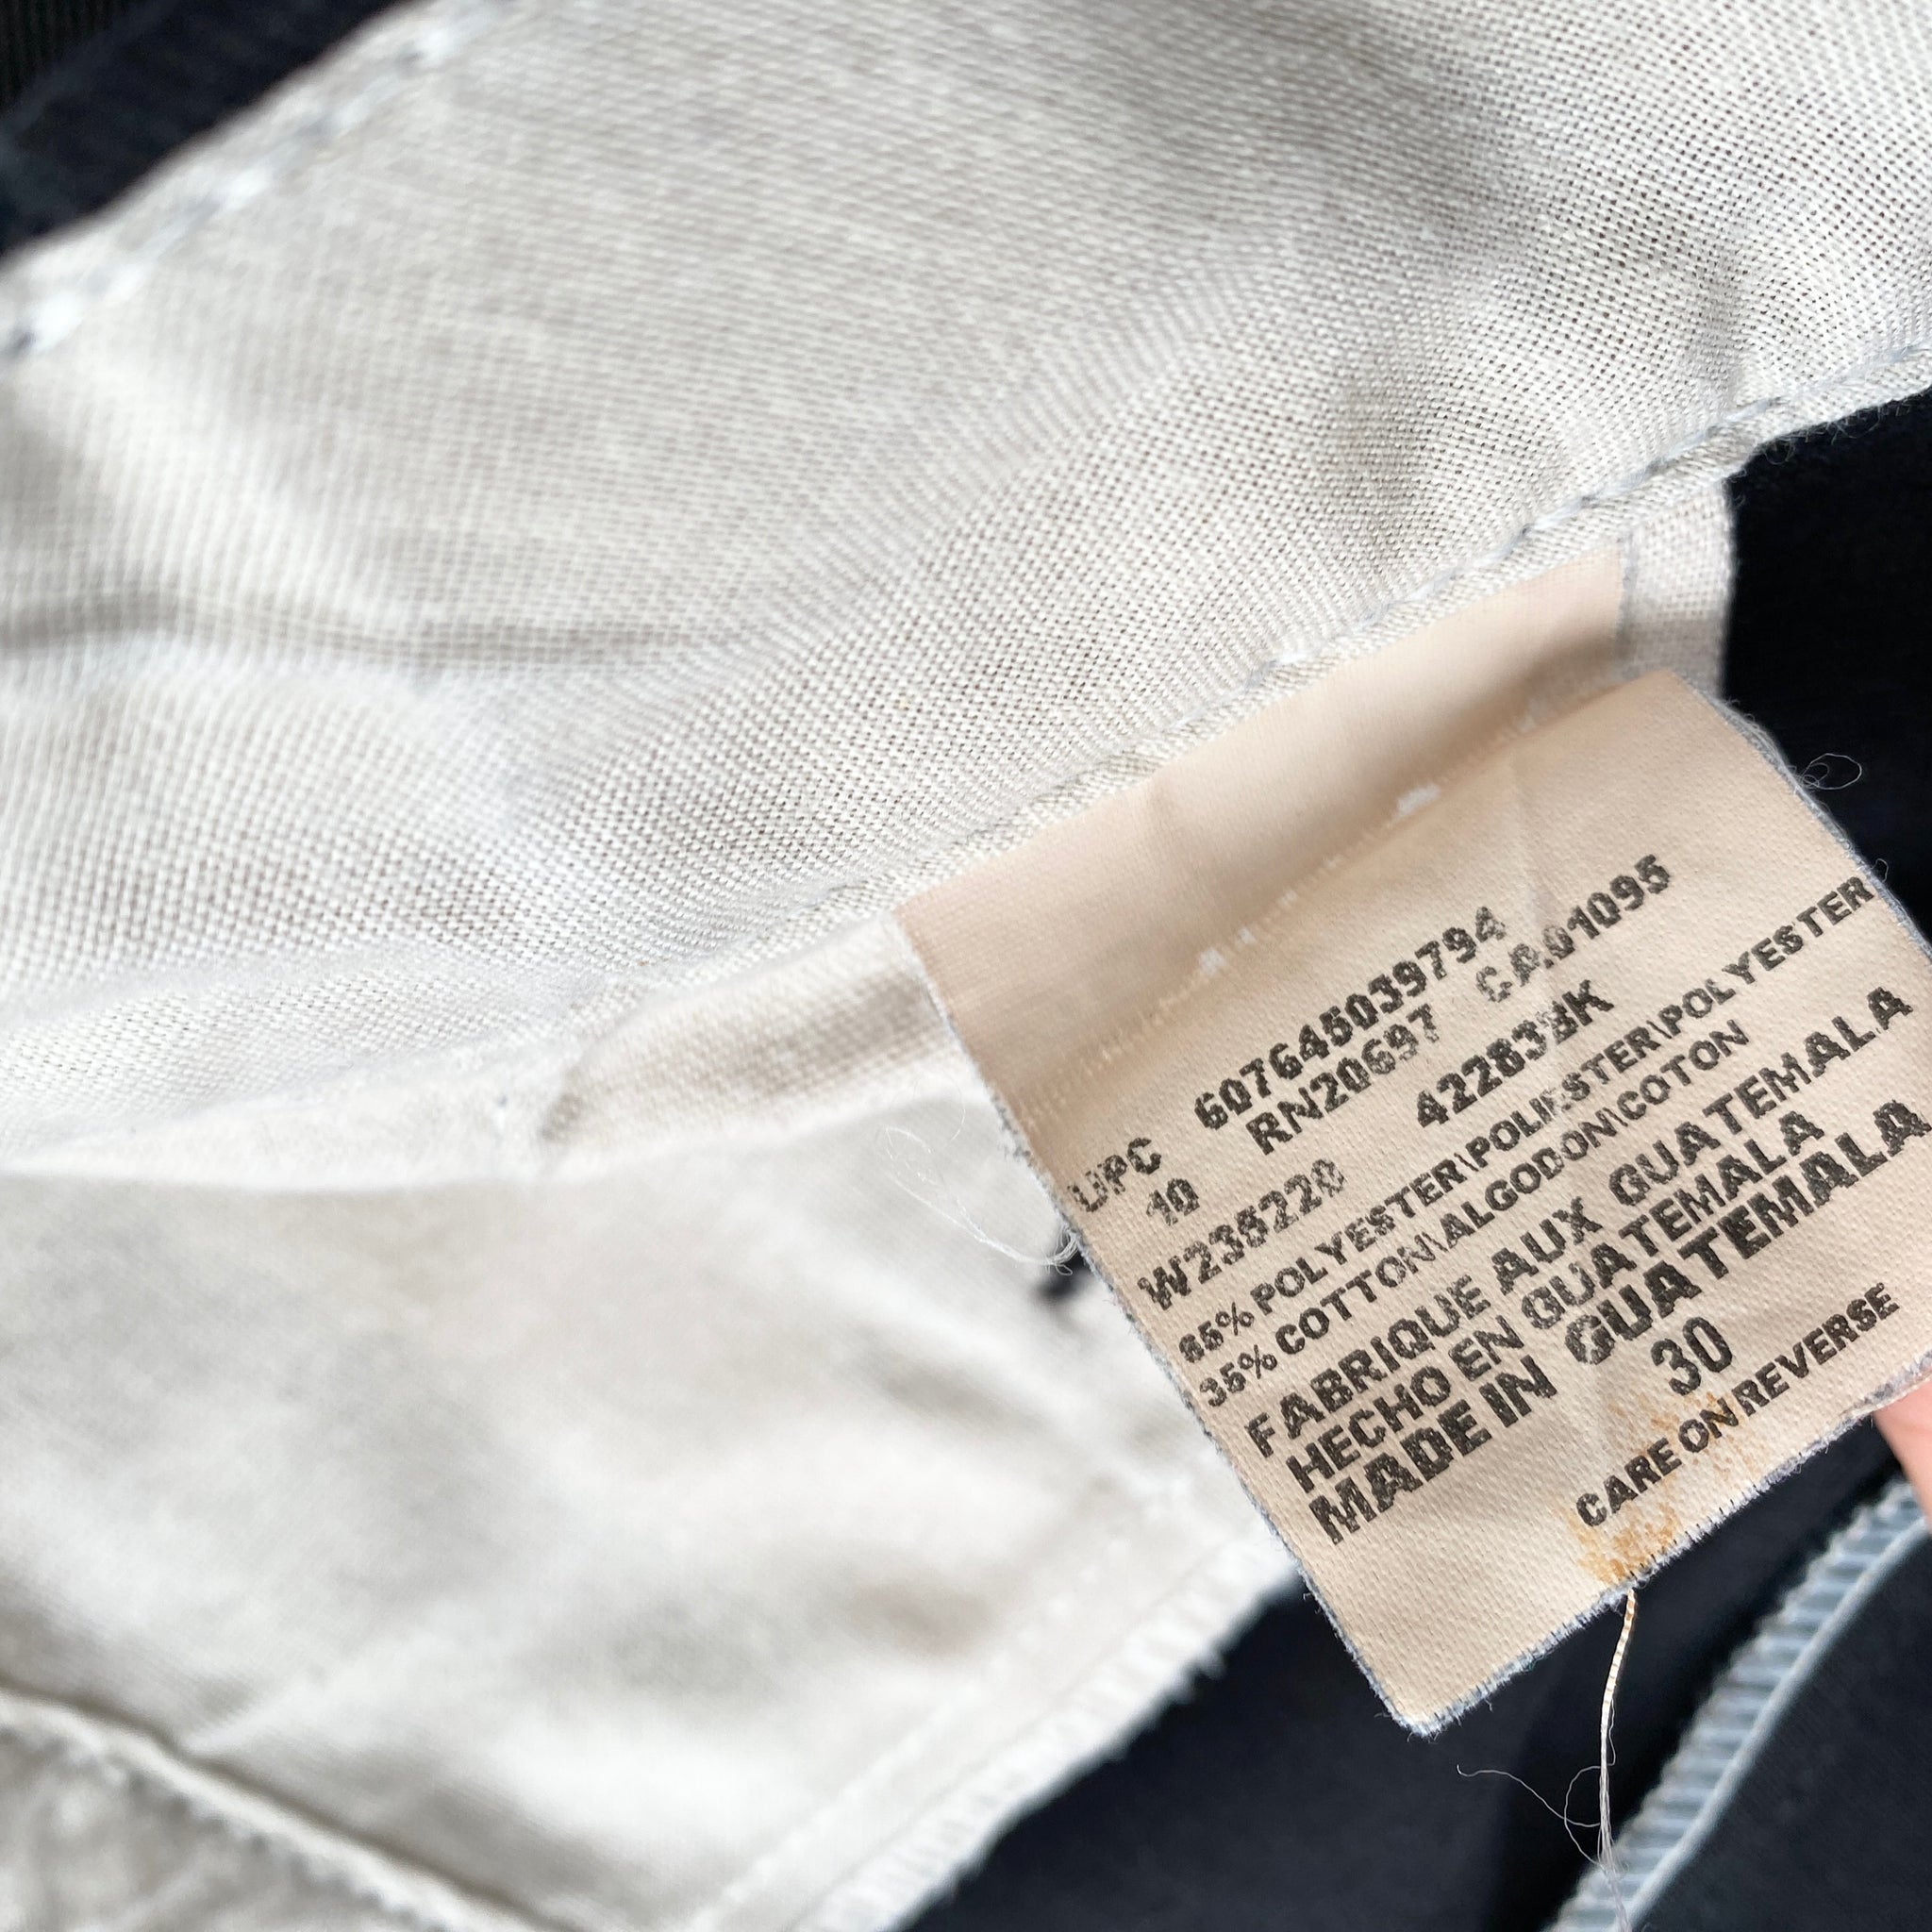 UPC 607645039794
10 RN20697 CA01095
W235220 42283BK
65% POLYESTER\POLIESTER\POLYESTER
35% COTTON\ALGODON\COTON
FABRIQUE AUX GUATEMALA
HECHO EN GUATEMALA
MADE IN GUATEMALA
30
CARE ON REVERSE